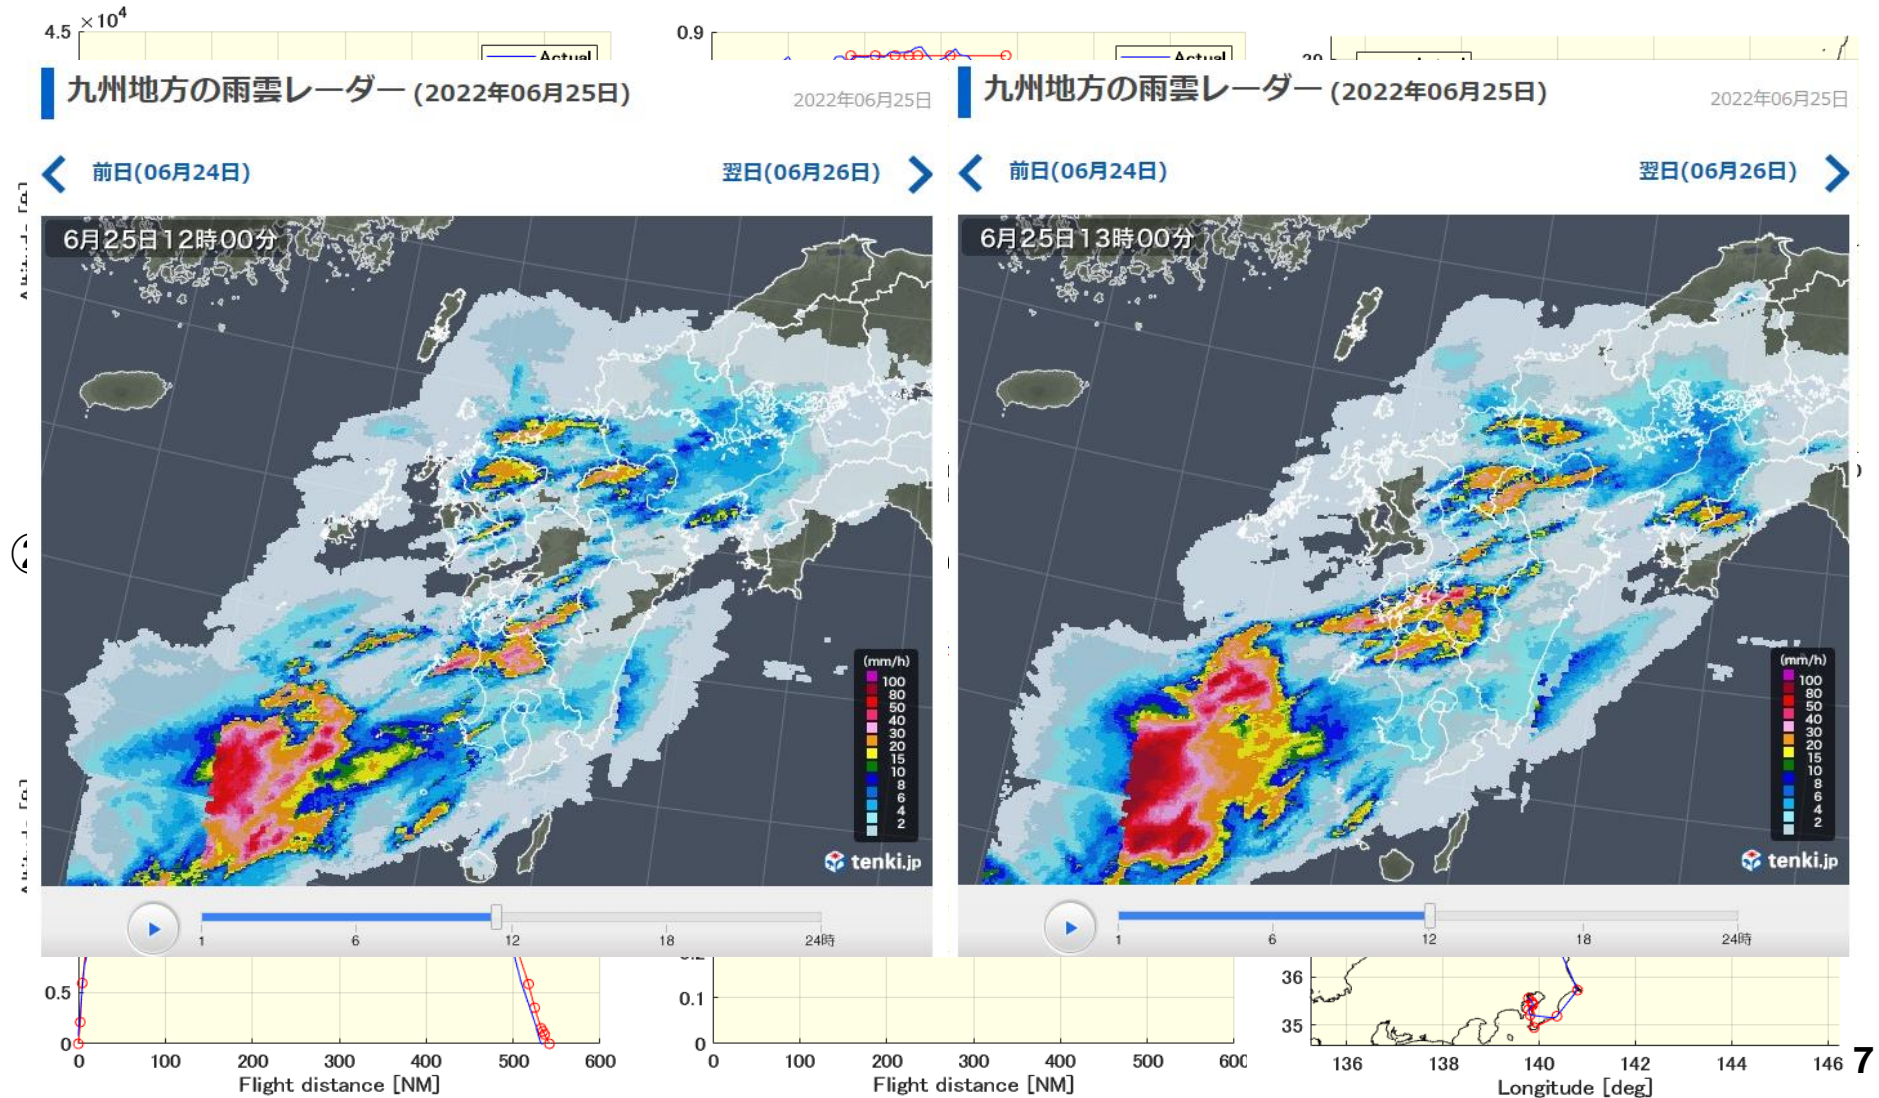 ×10⁴
4.5
Actual
0.9
Actual
九州地方の雨雲レーダー (2022年06月25日)
2022年06月25日
前日(06月24日)
翌日(06月26日)
6月25日12時00分
(mm/h)
100
80
50
40
30
20
15
10
8
6
4
2
tenki.jp
1 6 12 18 24時
九州地方の雨雲レーダー (2022年06月25日)
2022年06月25日
前日(06月24日)
翌日(06月26日)
6月25日13時00分
(mm/h)
100
80
50
40
30
20
15
10
8
6
4
2
tenki.jp
1 6 12 18 24時
0.5
0
0 100 200 300 400 500 600
Flight distance [NM]
0.1
0
0 100 200 300 400 500 600
Flight distance [NM]
36
35
136 138 140 142 144 146
Longitude [deg]
7